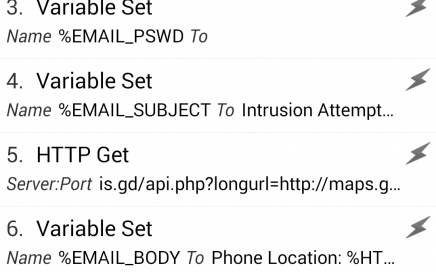 3. Variable Set
Name %EMAIL_PSWD To
4. Variable Set
Name %EMAIL_SUBJECT To Intrusion Attempt...
5. HTTP Get
Server:Port is.gd/api.php?longurl=http://maps.g...
6. Variable Set
Name %EMAIL_BODY To Phone Location: %HT...